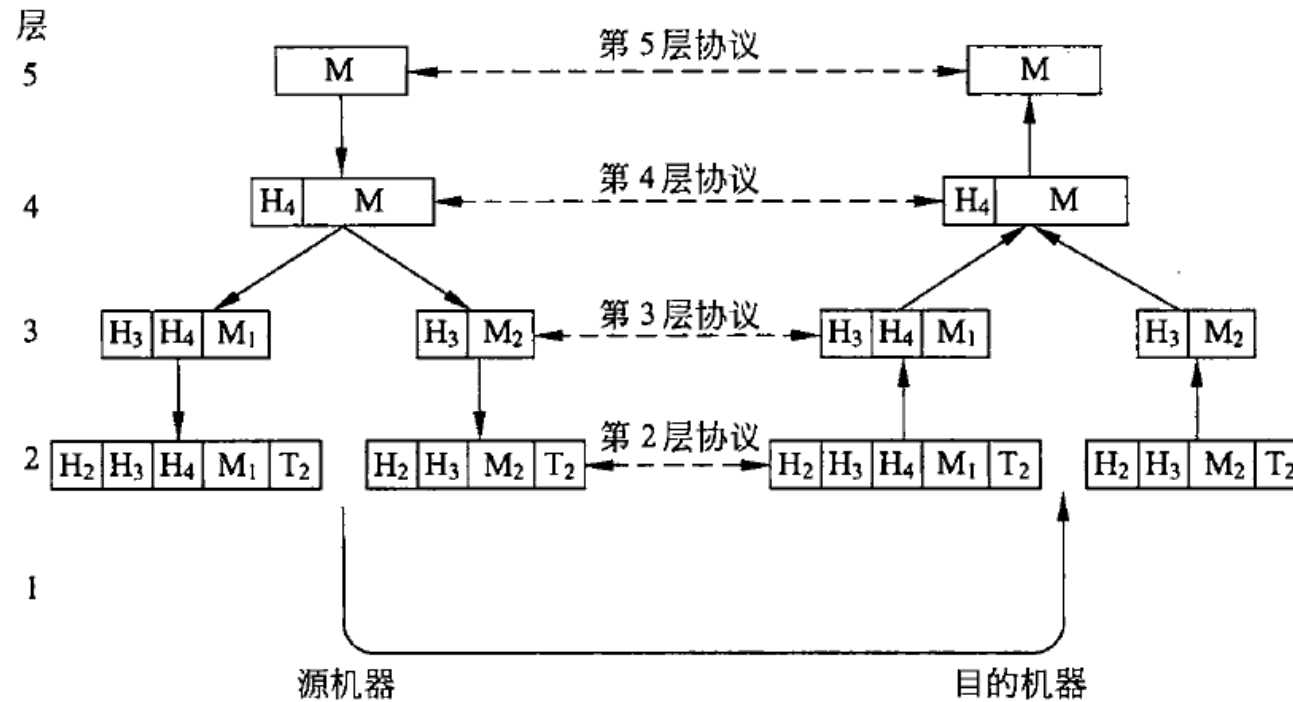 层
5 M 第5层协议 M
4 H₄ M 第4层协议 H₄ M
3 H₃ H₄ M₁ H₃ M₂ 第3层协议 H₃ H₄ M₁ H₃ M₂
2 H₂ H₃ H₄ M₁ T₂ H₂ H₃ M₂ T₂ 第2层协议 H₂ H₃ H₄ M₁ T₂ H₂ H₃ M₂ T₂
1
源机器 目的机器